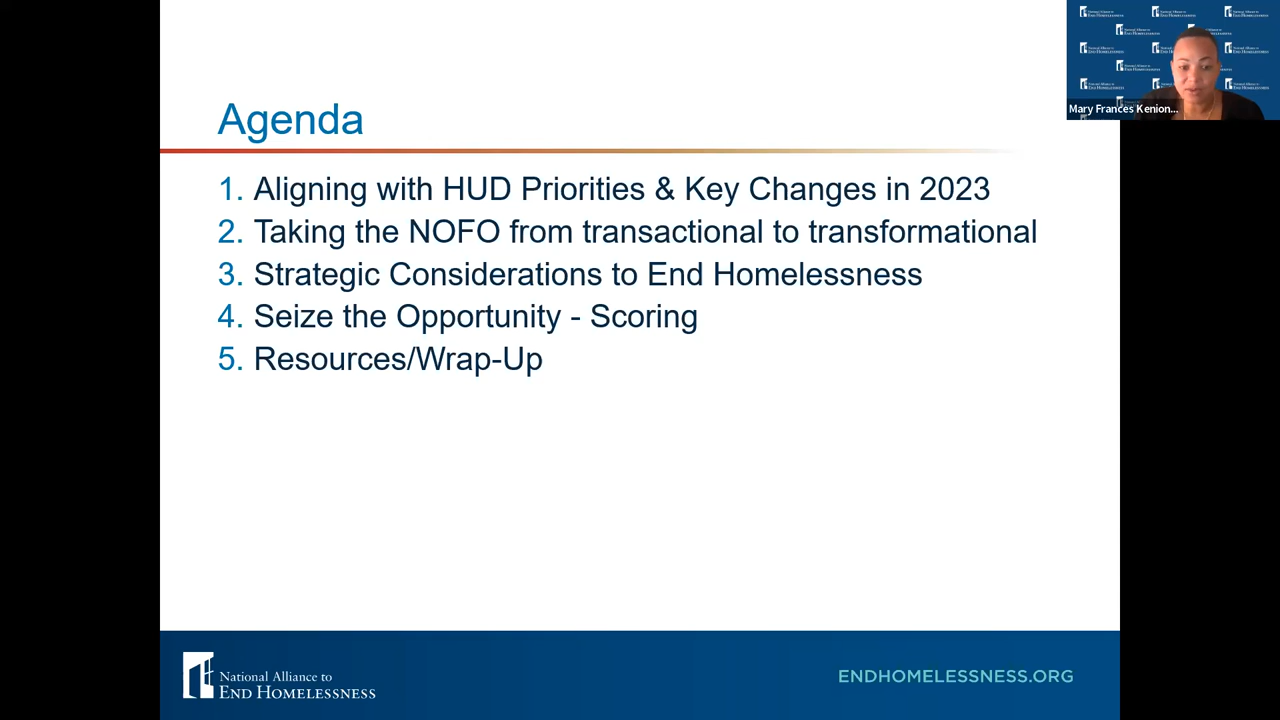 Agenda
1. Aligning with HUD Priorities & Key Changes in 2023
2. Taking the NOFO from transactional to transformational
3. Strategic Considerations to End Homelessness
4. Seize the Opportunity - Scoring
5. Resources/Wrap-Up
Mary Frances Kenion...
National Alliance to
END HOMELESSNESS
ENDHOMELESSNESS.ORG